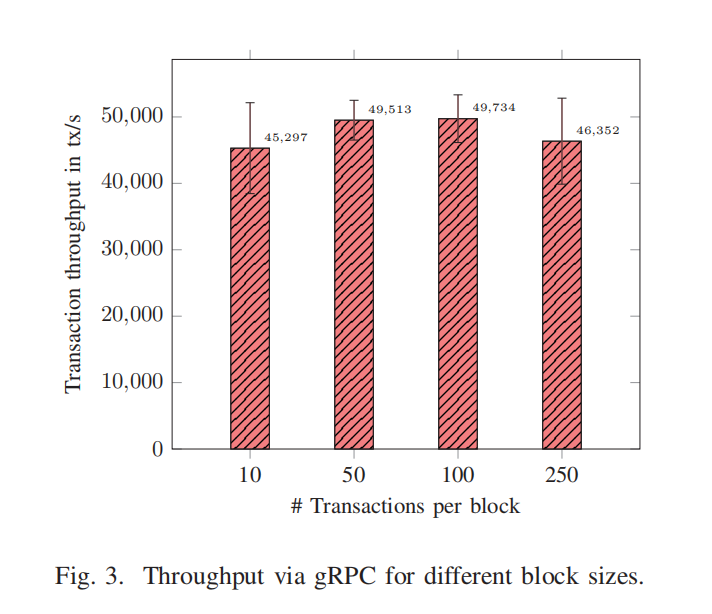 Transaction throughput in tx/s
50,000
40,000
30,000
20,000
10,000
0
45,297
49,513
49,734
46,352
10 50 100 250
# Transactions per block
Fig. 3. Throughput via gRPC for different block sizes.